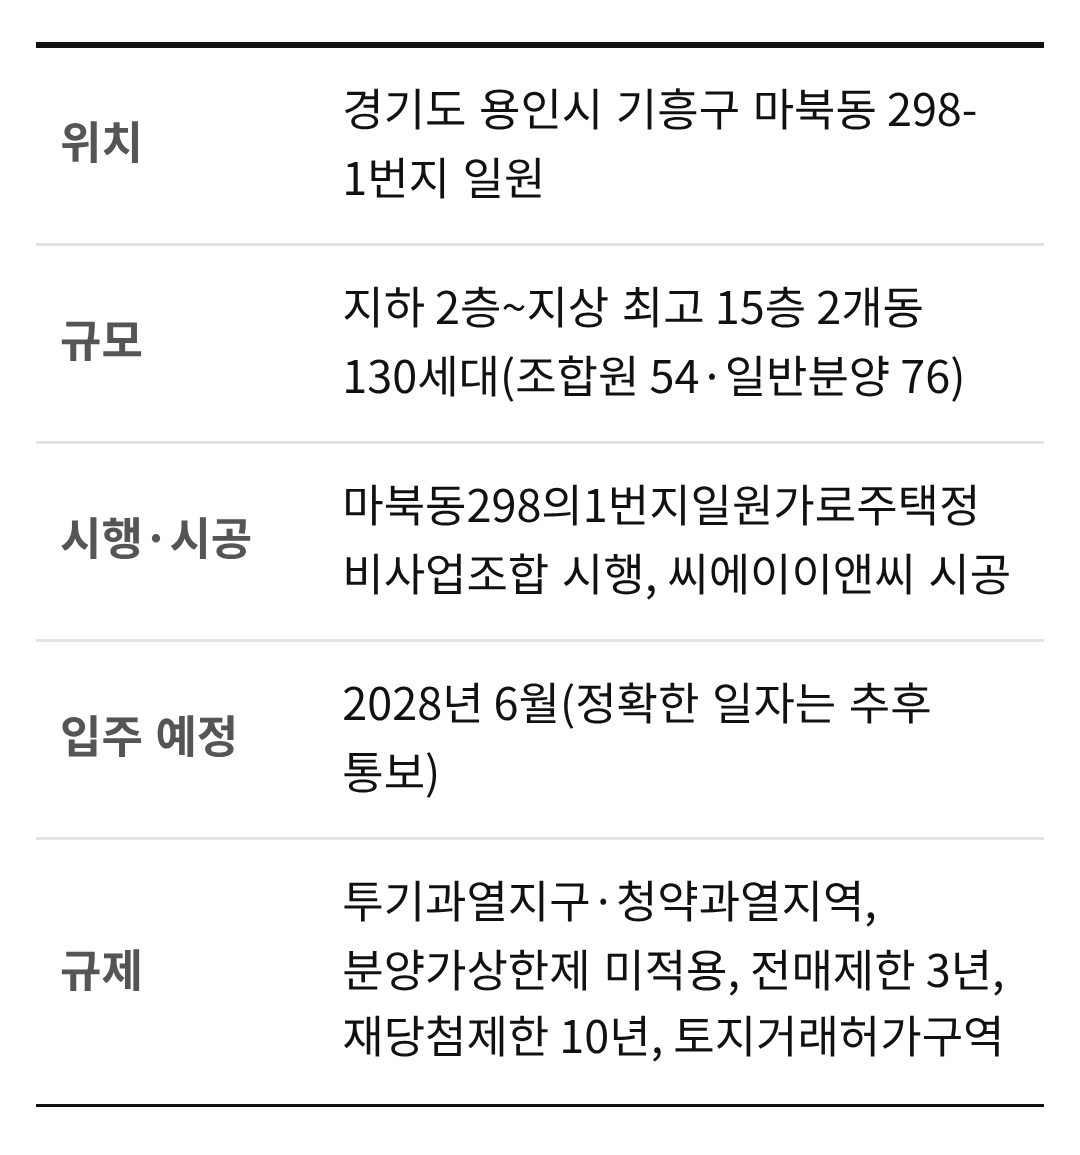 위치
경기도 용인시 기흥구 마북동 298-
1번지 일원
규모
지하 2층~지상 최고 15층 2개동
130세대(조합원 54·일반분양 76)
시행·시공
마북동298의1번지일원가로주택정
비사업조합 시행, 씨에이이앤씨 시공
입주 예정
2028년 6월(정확한 일자는 추후
통보)
규제
투기과열지구·청약과열지역,
분양가상한제 미적용, 전매제한 3년,
재당첨제한 10년, 토지거래허가구역